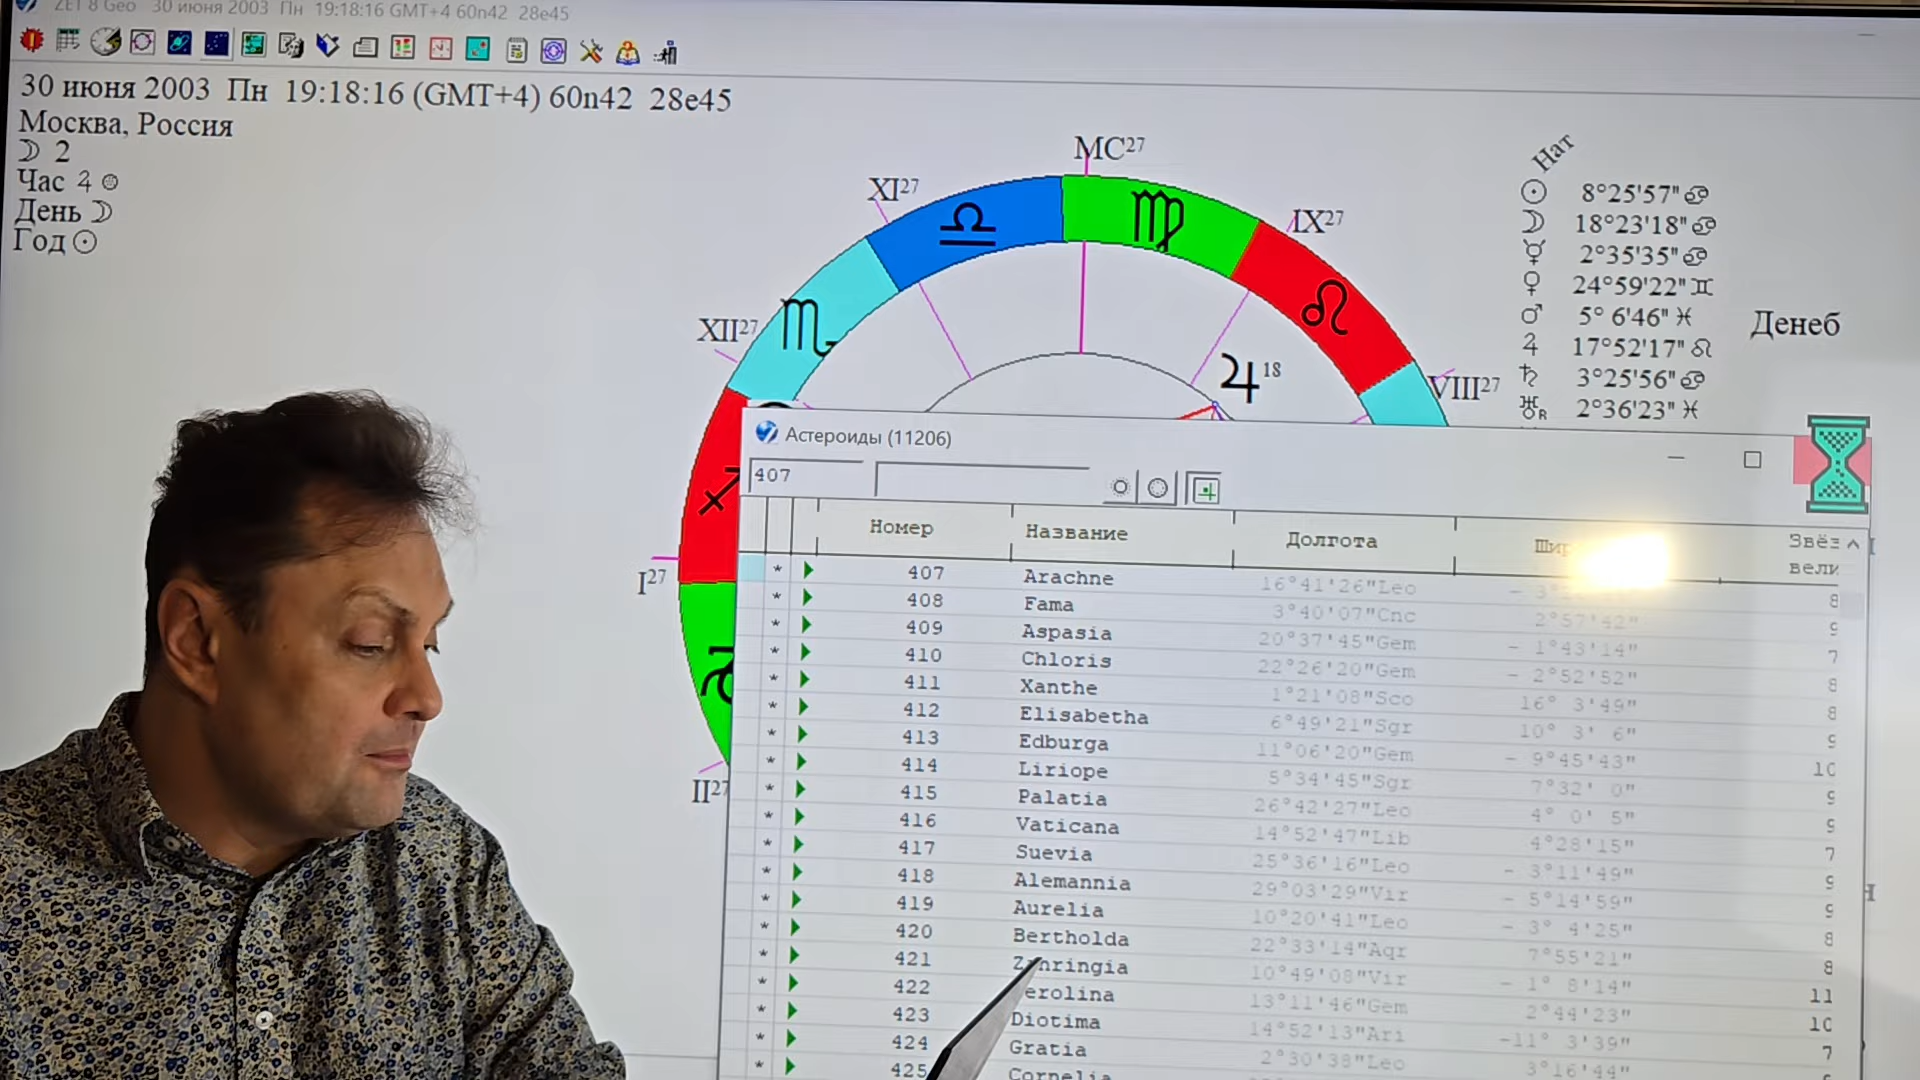 ZET 8 Geo 30 июня 2003 Пн 19:18:16 GMT+4 60n42 28e45
30 июня 2003 Пн 19:18:16 (GMT+4) 60n42 28e45
Москва, Россия
☽ 2
Час ♃
День ☽
Год ☉
MC27
XI27
IX27
XII27
VIII27
I27
II27
♃18
Нат
☉ 8°25'57" ♋
☽ 18°23'18" ♋
☿ 2°35'35" ♋
♀ 24°59'22" ♊
♂ 5° 6'46" ♓
♃ 17°52'17" ♌
♄ 3°25'56" ♋
♅R 2°36'23" ♓
Денеб
Астероиды (11206)
407
Номер Название Долгота Шир Звёз вели
407 Arachne 16°41'26"Leo - 3° 8
408 Fama 3°40'07"Cnc 2°57'42" 9
409 Aspasia 20°37'45"Gem - 1°43'14" 7
410 Chloris 22°26'20"Gem - 2°52'52" 8
411 Xanthe 1°21'08"Sco 16° 3'49" 8
412 Elisabetha 6°49'21"Sgr 10° 3' 6" 9
413 Edburga 11°06'20"Gem - 9°45'43" 10
414 Liriope 5°34'45"Sgr 7°32' 0" 9
415 Palatia 26°42'27"Leo 4° 0' 5" 9
416 Vaticana 14°52'47"Lib 4°28'15" 7
417 Suevia 25°36'16"Leo - 3°11'49" 9
418 Alemannia 29°03'29"Vir - 5°14'59" 9
419 Aurelia 10°20'41"Leo - 3° 4'25" 8
420 Bertholda 22°33'14"Aqr 7°55'21" 8
421 Zahringia 10°49'08"Vir - 1° 8'14" 11
422 erolina 13°11'46"Gem 2°44'23" 10
423 Diotima 14°52'13"Ari -11° 3'39" 7
424 Gratia 2°30'38"Leo 3°16'44"
425 Cornelia